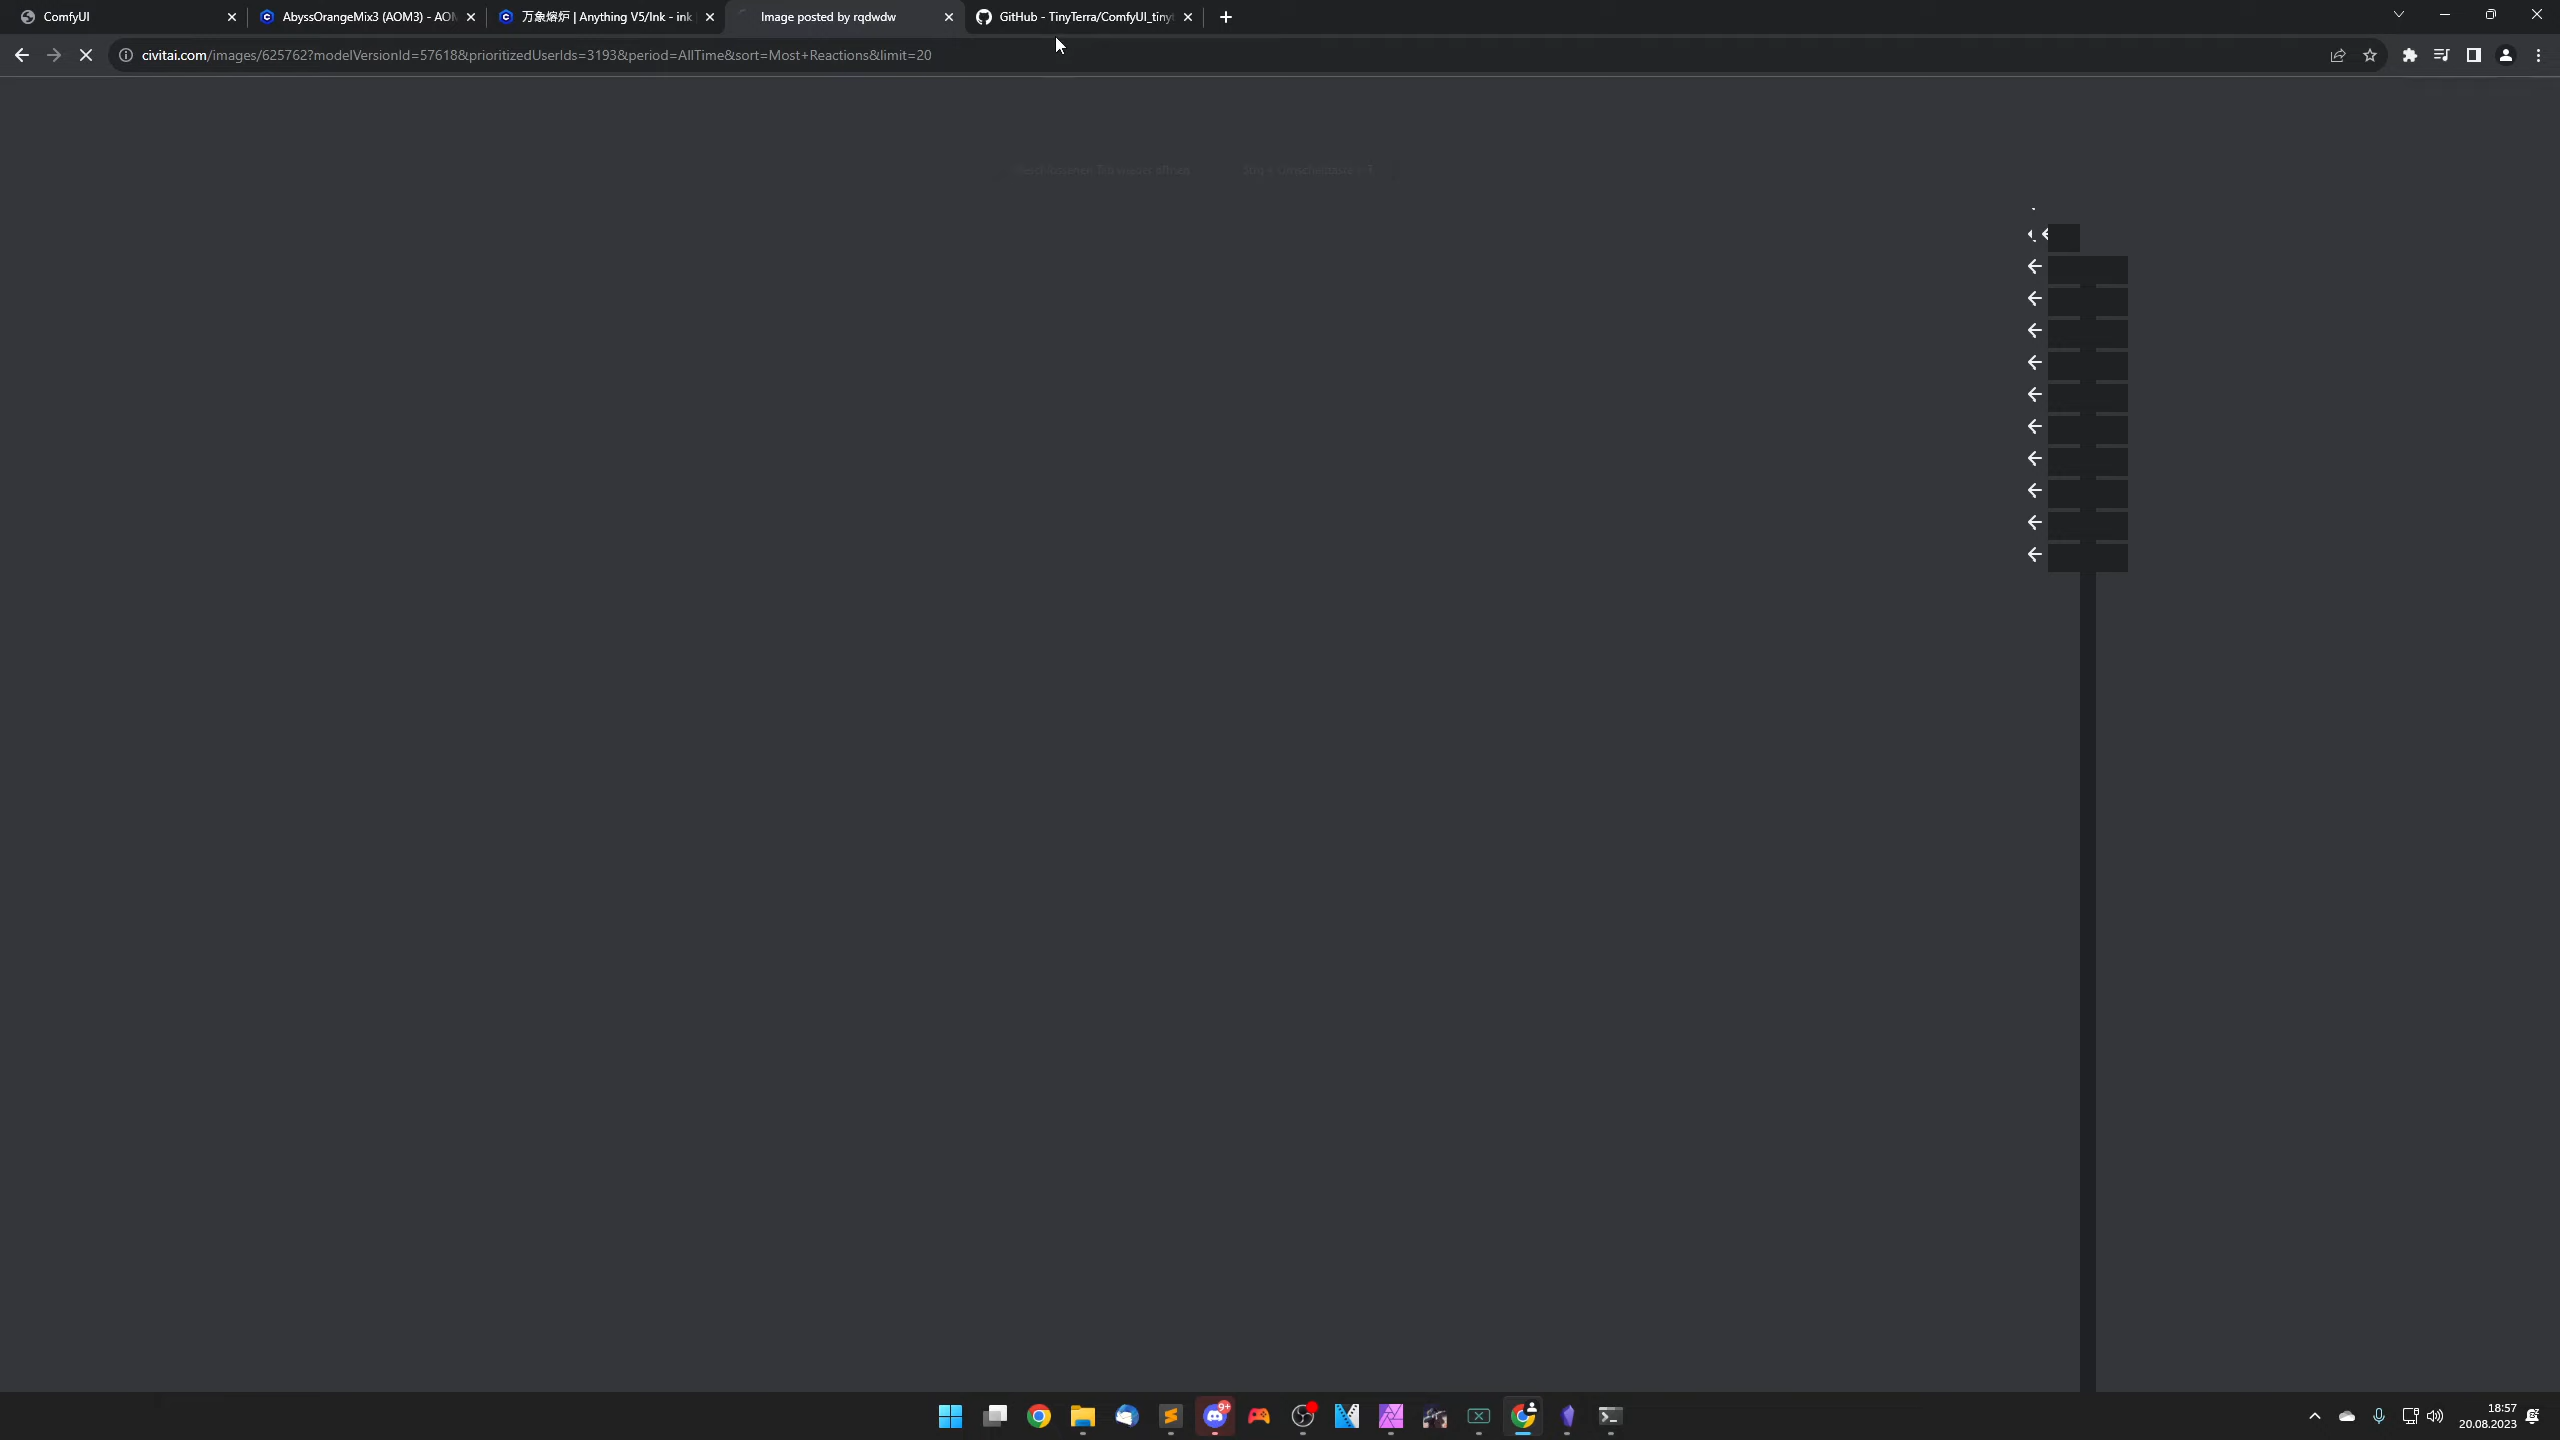 ComfyUI
AbyssOrangeMix3 (AOM3) - AOM
万象熔炉 | Anything V5/Ink - ink
Image posted by rqdwdw
GitHub - TinyTerra/ComfyUI_tiny
civitai.com/images/625762?modelVersionId=57618&prioritizedUserIds=3193&period=AllTime&sort=Most+Reactions&limit=20
9+
18:57
20.08.2023